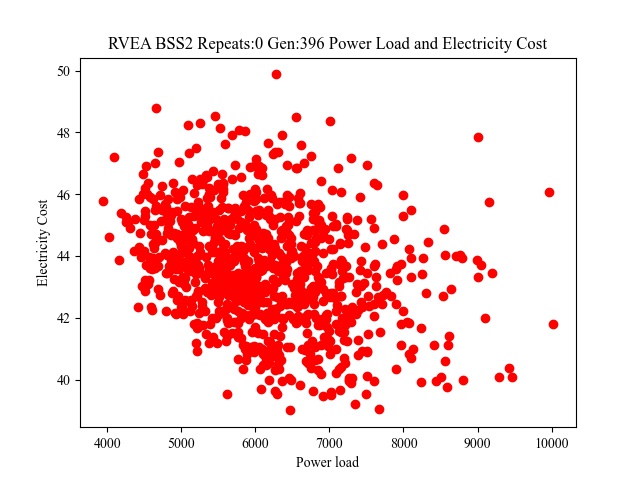 RVEA BSS2 Repeats:0 Gen:396 Power Load and Electricity Cost
50
48
46
44
42
40
Electricity Cost
4000 5000 6000 7000 8000 9000 10000
Power load